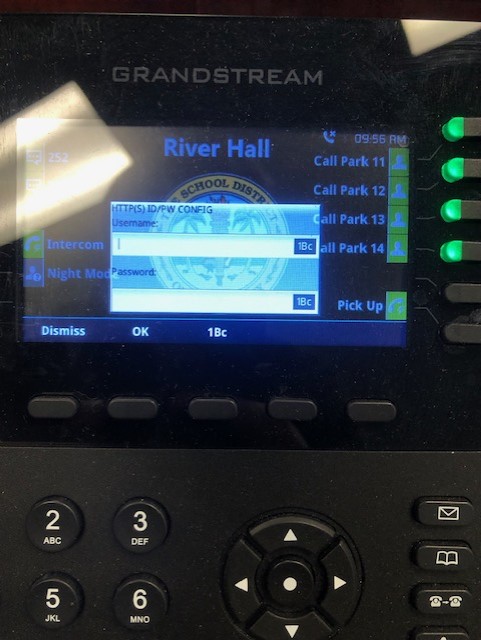 GRANDSTREAM
09:56 AM
River Hall
252
Call Park 11
Call Park 12
E SCHOOL DISTRI
HTTP(S) ID/PW CONFIG
Call Park 13
Username:
1Bc
Intercom
all Park 14
Night Mod
Password:
1Bc
Pick Up
Dismiss
OK
1Bc
2
3
ABC
DEF
5
6
JKL
MNO